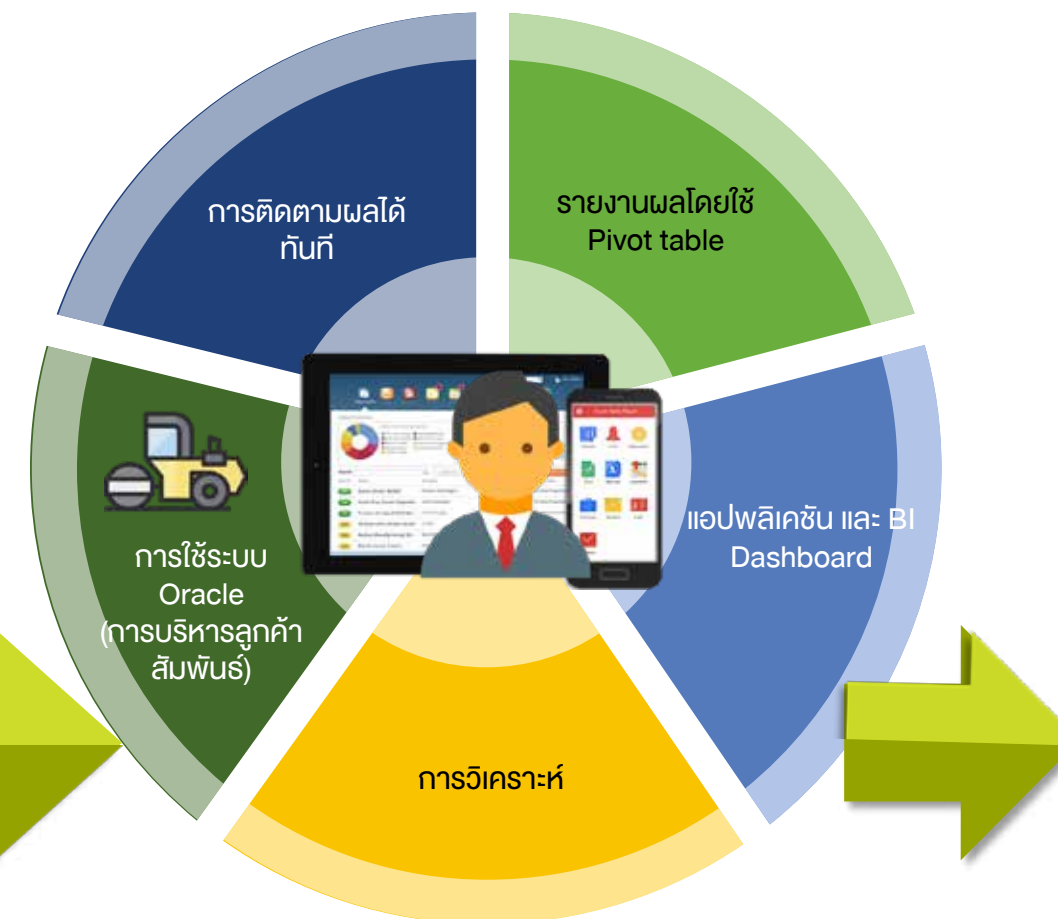 การติดตามผลได้
ทันที
รายงานผลโดยใช้
Pivot table
แอปพลิเคชัน และ BI
Dashboard
การใช้ระบบ
Oracle
(การบริหารลูกค้า
สัมพันธ์)
การวิเคราะห์